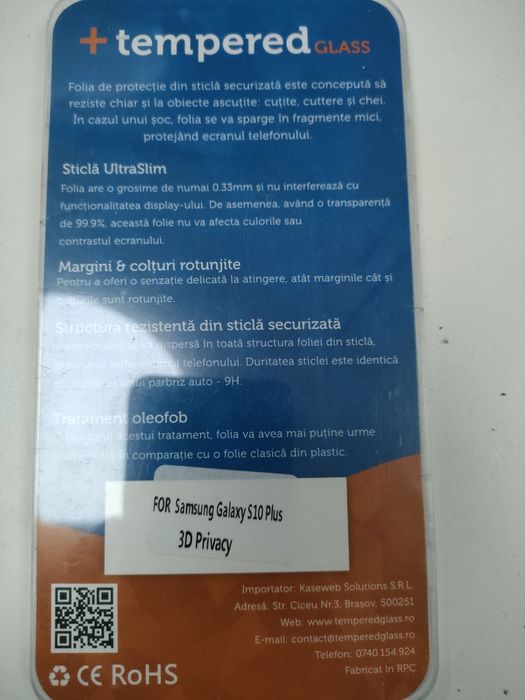 + tempered GLASS
Folia de protecție din sticlă securizată este concepută să
reziste chiar și la obiecte ascuțite: cuțite, cuttere și chei.
În cazul unui șoc, folia se va sparge în fragmente mici,
protejând ecranul telefonului.
Sticlă UltraSlim
Folia are o grosime de numai 0.33mm și nu interferează cu
funcționalitatea display-ului. De asemenea, având o transparență
de 99.9%, această folie nu va afecta culorile sau
contrastul ecranului.
Margini & colțuri rotunjite
Pentru a oferi o senzație delicată la atingere, atât marginile cât și
colțurile sunt rotunjite.
Structura rezistentă din sticlă securizată
se va dispersă în toată structura foliei din sticlă,
telefonului. Duritatea sticlei este identică
cu duritatea unui parbriz auto - 9H.
Tratament oleofob
acestui tratament, folia va avea mai puține urme
în comparație cu o folie clasică din plastic.
FOR Samsung Galaxy S10 Plus
3D Privacy
Importator: Kaseweb Solutions S.R.L.
Adresă: Str. Ciceu Nr.3, Brașov, 500251
Web: www.temperedglass.ro
E-mail: contact@temperedglass.ro
Telefon: 0740.154.924
Fabricat în RPC
CE RoHS